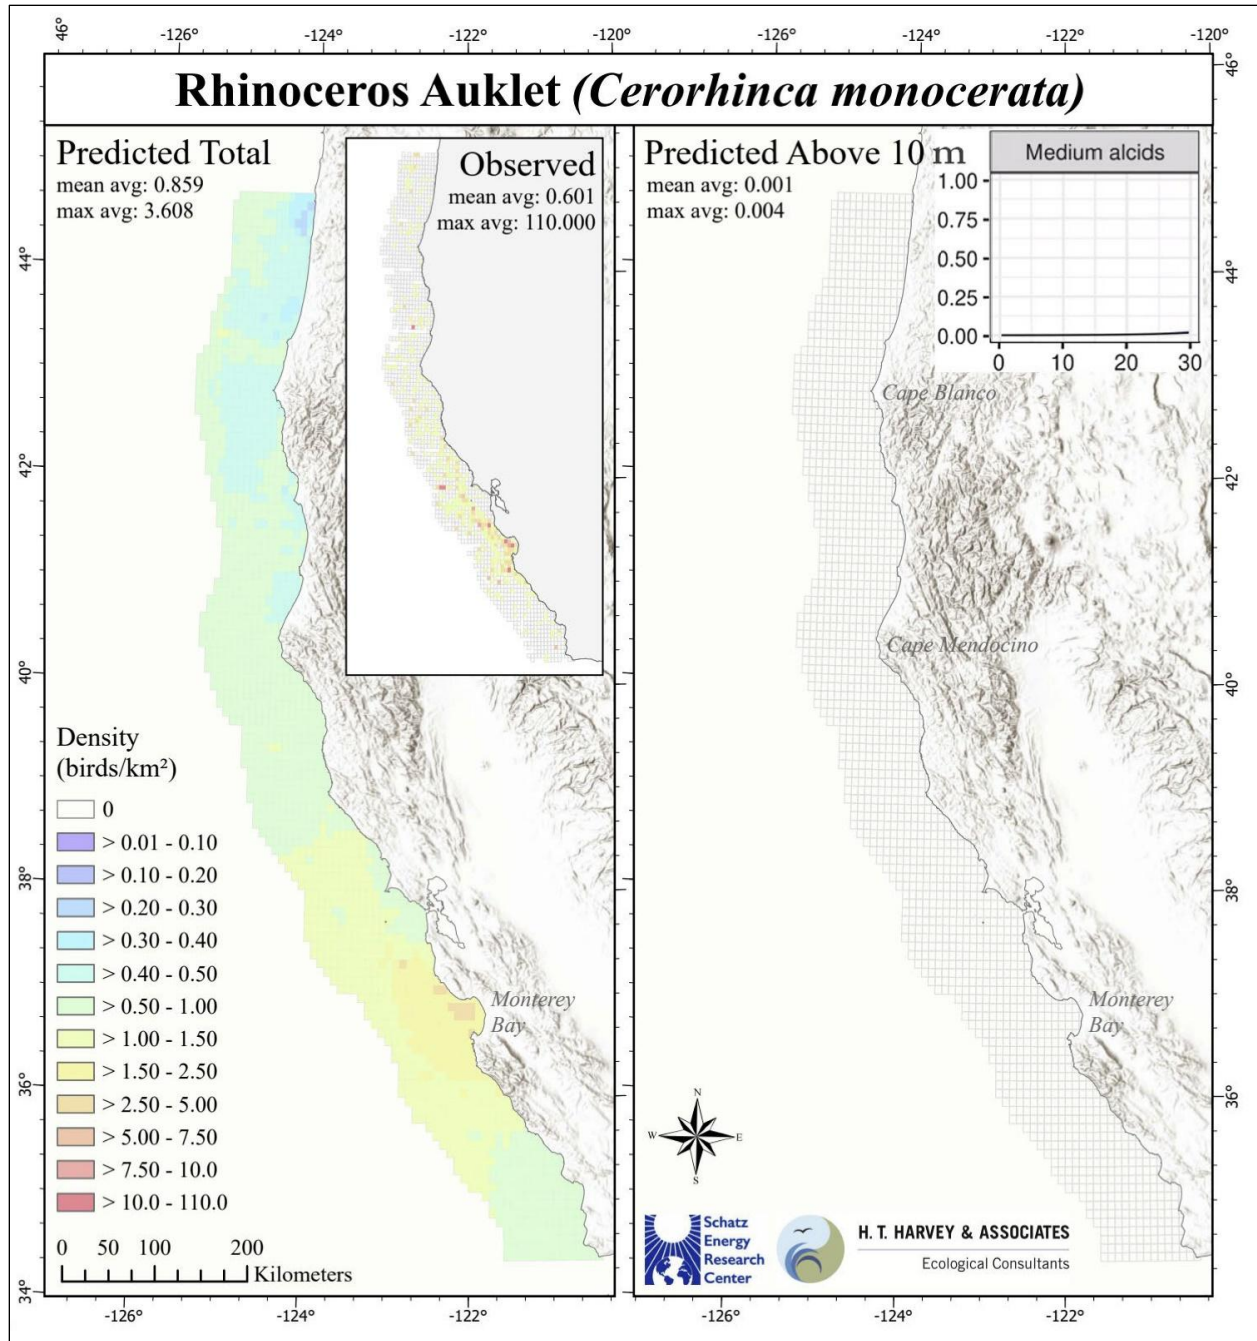 46° -126° -124° -122° -120° -126° -124° -122° -120° 46°
Rhinoceros Auklet (Cerorhinca monocerata)
Predicted Total
mean avg: 0.859
max avg: 3.608
Observed
mean avg: 0.601
max avg: 110.000
Predicted Above 10 m
mean avg: 0.001
max avg: 0.004
Medium alcids
1.00
0.75
0.50
0.25
0.00
0 10 20 30
44°
42°
40°
38°
36°
34°
Density
(birds/km²)
0
> 0.01 - 0.10
> 0.10 - 0.20
> 0.20 - 0.30
> 0.30 - 0.40
> 0.40 - 0.50
> 0.50 - 1.00
> 1.00 - 1.50
> 1.50 - 2.50
> 2.50 - 5.00
> 5.00 - 7.50
> 7.50 - 10.0
> 10.0 - 110.0
0 50 100 200
Kilometers
Monterey
Bay
Cape Blanco
Cape Mendocino
Monterey
Bay
N
W E
S
Schatz
Energy
Research
Center
H. T. HARVEY & ASSOCIATES
Ecological Consultants
44°
42°
40°
38°
36°
-126° -124° -122° -126° -124° -122°